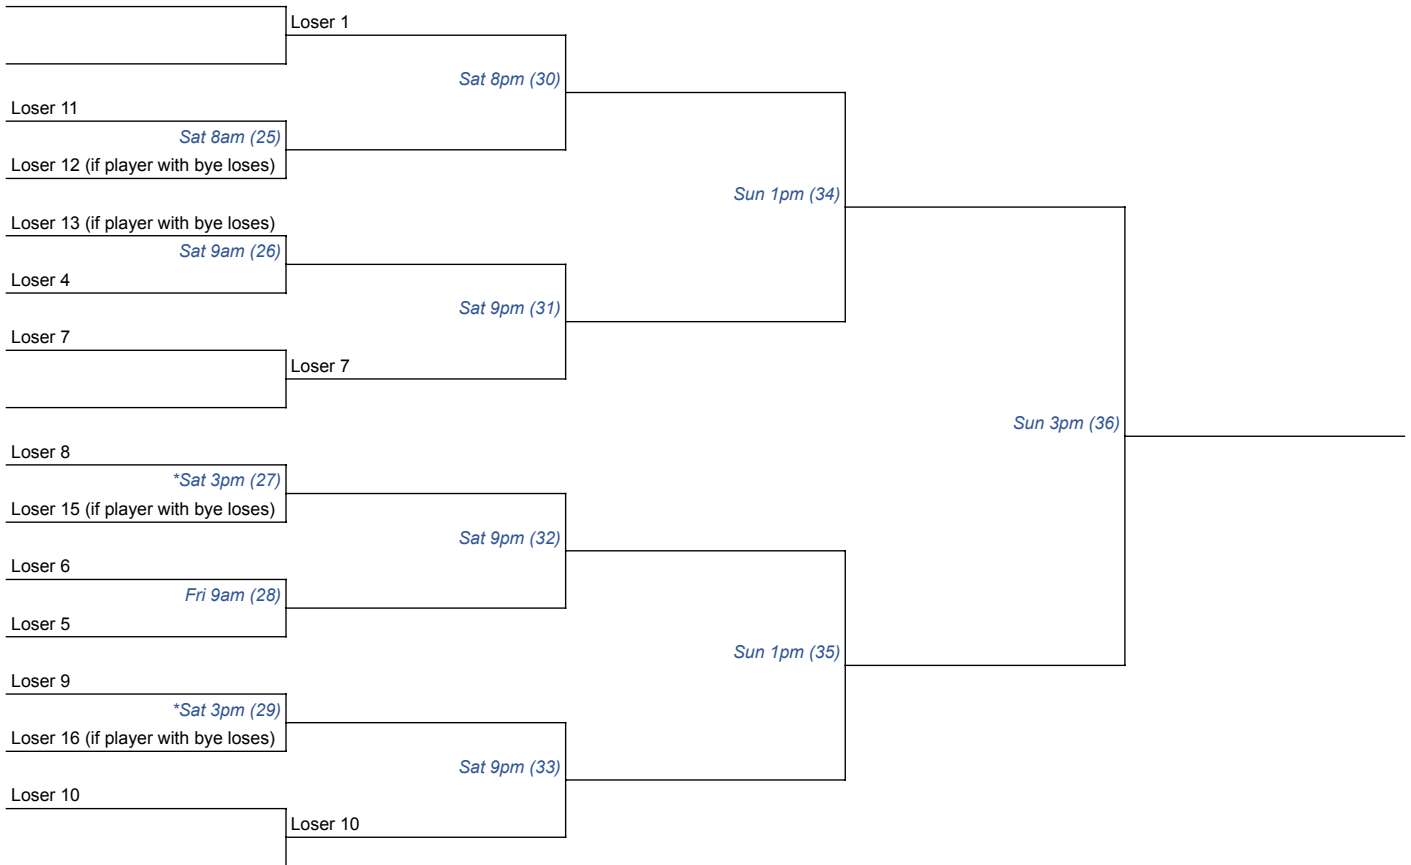 Loser 1
Sat 8pm (30)
Loser 11
Sat 8am (25)
Loser 12 (if player with bye loses)
Sun 1pm (34)
Loser 13 (if player with bye loses)
Sat 9am (26)
Loser 4
Sat 9pm (31)
Loser 7
Loser 7
Sun 3pm (36)
Loser 8
*Sat 3pm (27)
Loser 15 (if player with bye loses)
Sat 9pm (32)
Loser 6
Fri 9am (28)
Loser 5
Sun 1pm (35)
Loser 9
*Sat 3pm (29)
Loser 16 (if player with bye loses)
Sat 9pm (33)
Loser 10
Loser 10